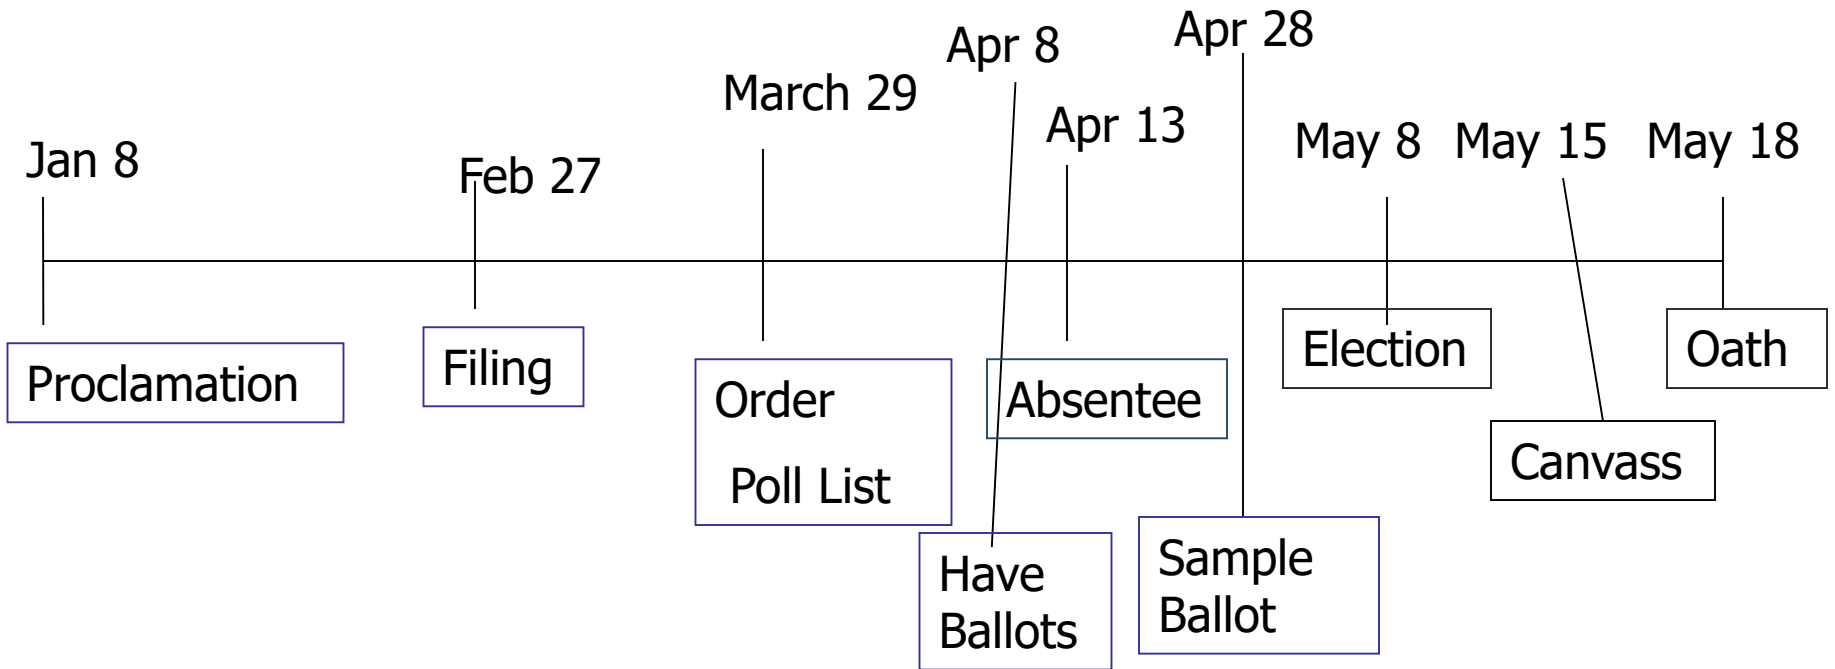 Jan 8
Feb 27
March 29
Apr 8
Apr 13
Apr 28
May 8
May 15
May 18
Proclamation
Filing
Order
Poll List
Have
Ballots
Absentee
Sample
Ballot
Election
Canvass
Oath